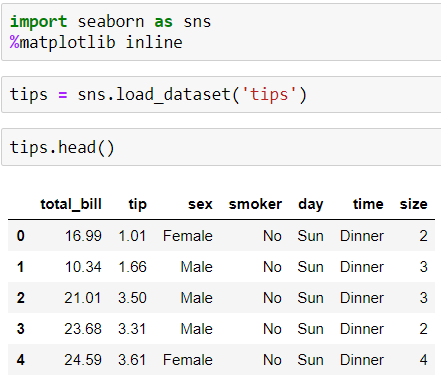 import seaborn as sns
%matplotlib inline
tips = sns.load_dataset('tips')
tips.head()
total_bill tip sex smoker day time size
0 16.99 1.01 Female No Sun Dinner 2
1 10.34 1.66 Male No Sun Dinner 3
2 21.01 3.50 Male No Sun Dinner 3
3 23.68 3.31 Male No Sun Dinner 2
4 24.59 3.61 Female No Sun Dinner 4